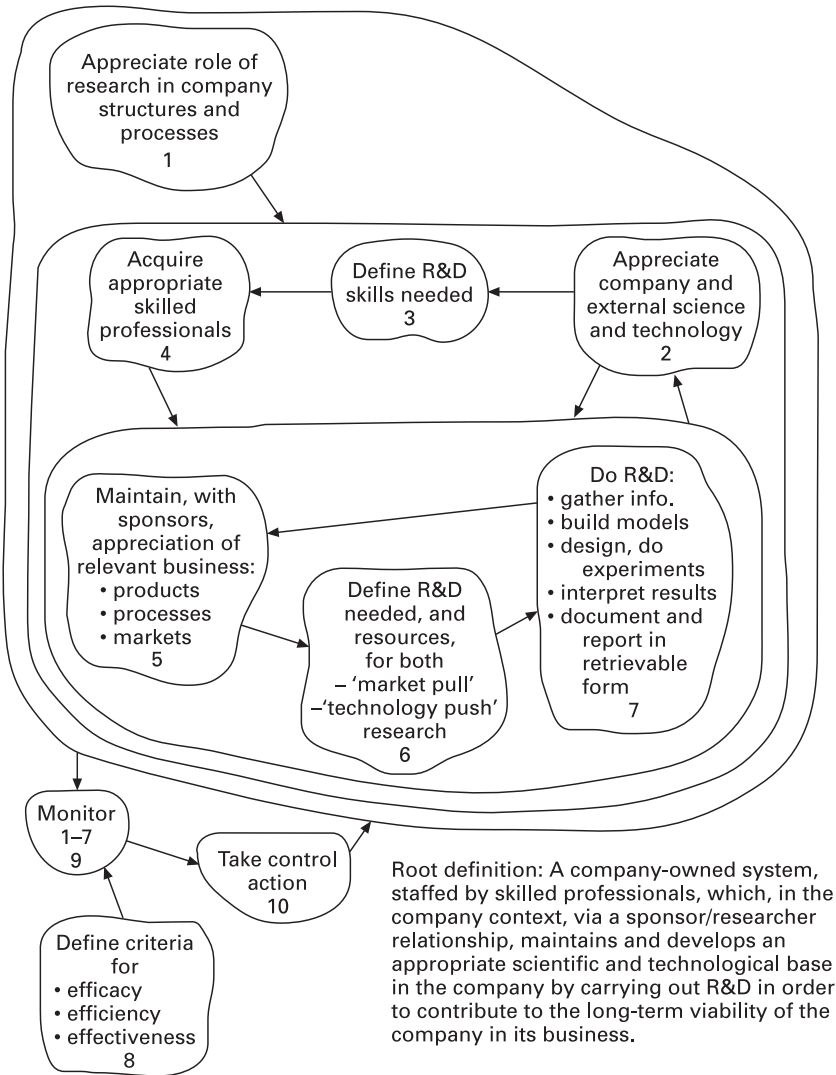 Appreciate role of
research in company
structures and
processes
1
Acquire
appropriate
skilled
professionals
4
Define R&D
skills needed
3
Appreciate
company and
external science
and technology
2
Maintain, with
sponsors,
appreciation of
relevant business:
• products
• processes
• markets
5
Define R&D
needed, and
resources,
for both
– ‘market pull’
–‘technology push’
research
6
Do R&D:
• gather info.
• build models
• design, do
experiments
• interpret results
• document and
report in
retrievable
form
7
Monitor
1–7
9
Take control
action
10
Define criteria
for
• efficacy
• efficiency
• effectiveness
8
Root definition: A company-owned system,
staffed by skilled professionals, which, in the
company context, via a sponsor/researcher
relationship, maintains and develops an
appropriate scientific and technological base
in the company by carrying out R&D in order
to contribute to the long-term viability of the
company in its business.